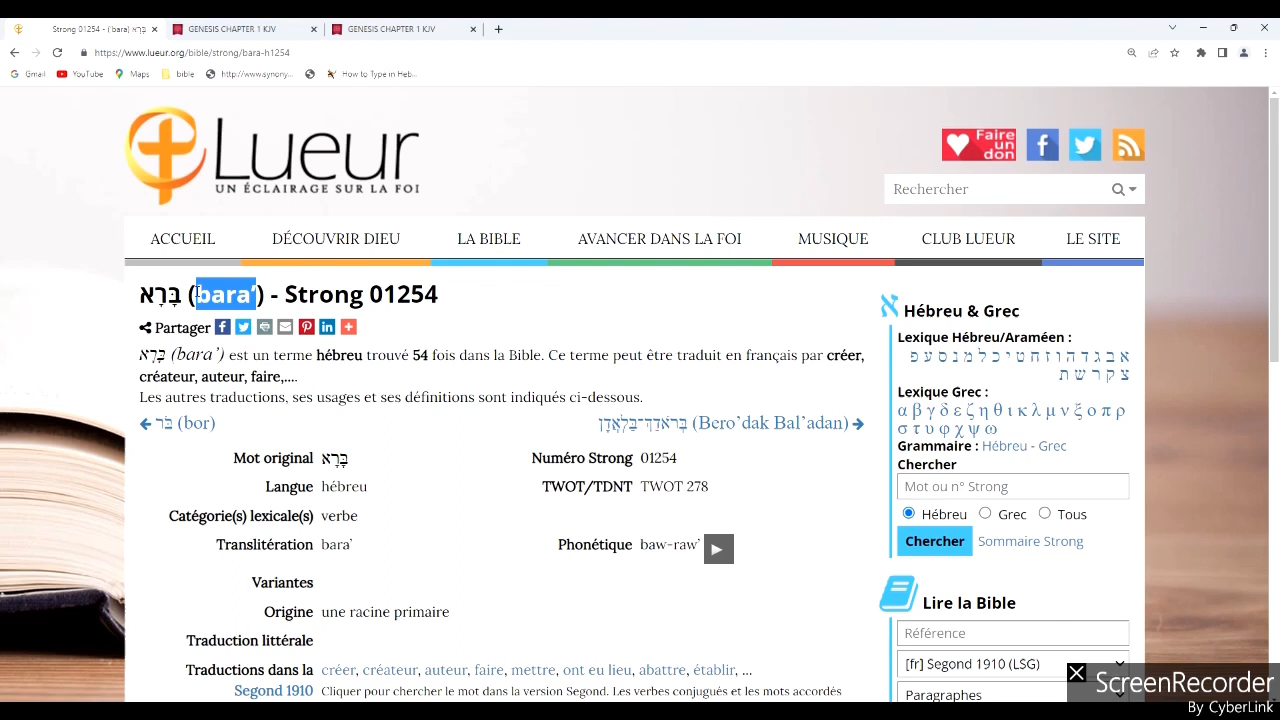 Strong 01254 - (bara') בָּרָא
GENESIS CHAPTER 1 KJV
GENESIS CHAPTER 1 KJV
https://www.lueur.org/bible/strong/bara-h1254
Gmail YouTube Maps bible http://www.synony... How to Type in Heb...
Lueur
UN ÉCLAIRAGE SUR LA FOI
Faire un don
Rechercher
ACCUEIL DÉCOUVRIR DIEU LA BIBLE AVANCER DANS LA FOI MUSIQUE CLUB LUEUR LE SITE
בָּרָא (bara') - Strong 01254
Partager
בָּרָא (bara’) est un terme hébreu trouvé 54 fois dans la Bible. Ce terme peut être traduit en français par créer,
créateur, auteur, faire,....
Les autres traductions, ses usages et ses définitions sont indiqués ci-dessous.
בֹּר (bor)
בְּרֹאדַךְ־בַּלְאֲדָן (Bero’dak Bal’adan)
Mot original בָּרָא Numéro Strong 01254
Langue hébreu TWOT/TDNT TWOT 278
Catégorie(s) lexicale(s) verbe
Translitération bara’ Phonétique baw-raw’
Variantes
Origine une racine primaire
Traduction littérale
Traductions dans la créer, créateur, auteur, faire, mettre, ont eu lieu, abattre, établir, ...
Segond 1910 Cliquer pour chercher le mot dans la version Segond. Les verbes conjugués et les mots accordés
א Hébreu & Grec
Lexique Hébreu/Araméen :
א ב ג ד ה ו ז ח ט י כ ל מ נ ס ע פ
צ ק ר ש ת
Lexique Grec :
α β γ δ ε ζ η θ ι κ λ μ ν ξ ο π ρ
σ τ υ φ χ ψ ω
Grammaire : Hébreu - Grec
Chercher
Mot ou n° Strong
Hébreu Grec Tous
Chercher Sommaire Strong
Lire la Bible
Référence
[fr] Segond 1910 (LSG)
Paragraphes
ScreenRecorder
By CyberLink